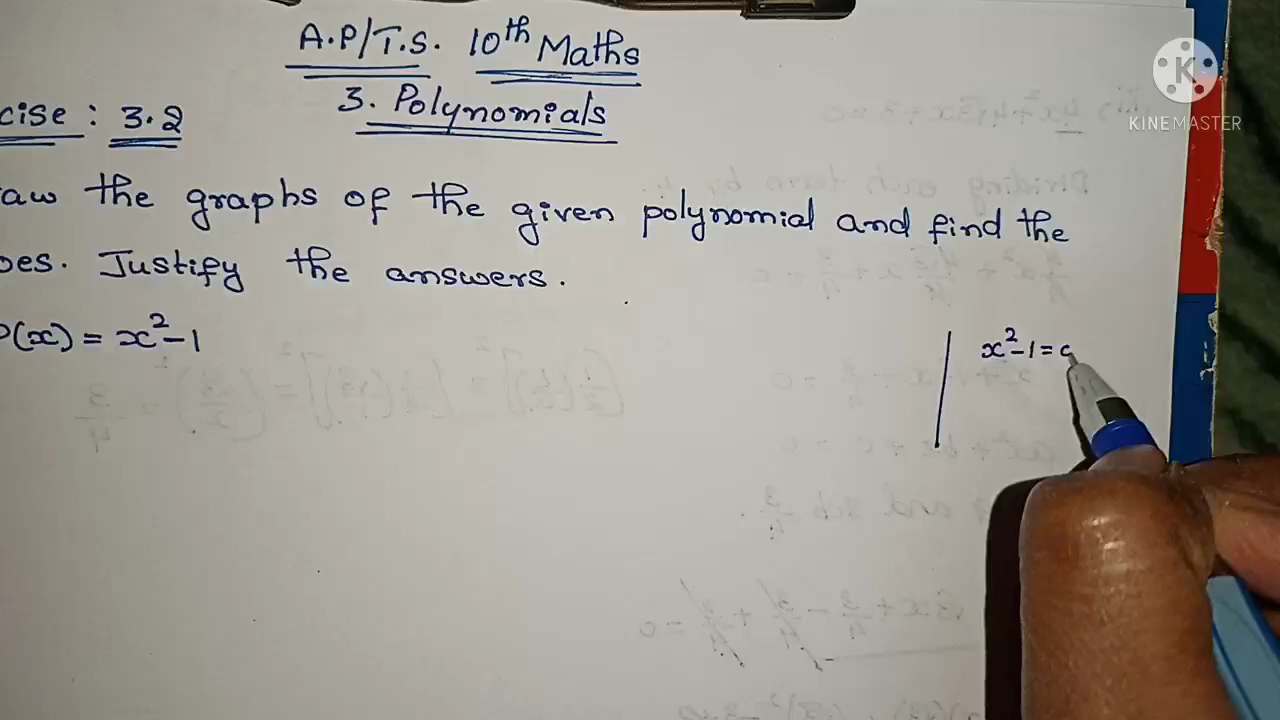 A.P/T.S. 10th Maths
3. Polynomials
cise : 3.2
aw the graphs of the given polynomial and find the
oes. Justify the answers.
P(x) = x²-1
x²-1=0
K
KINEMASTER